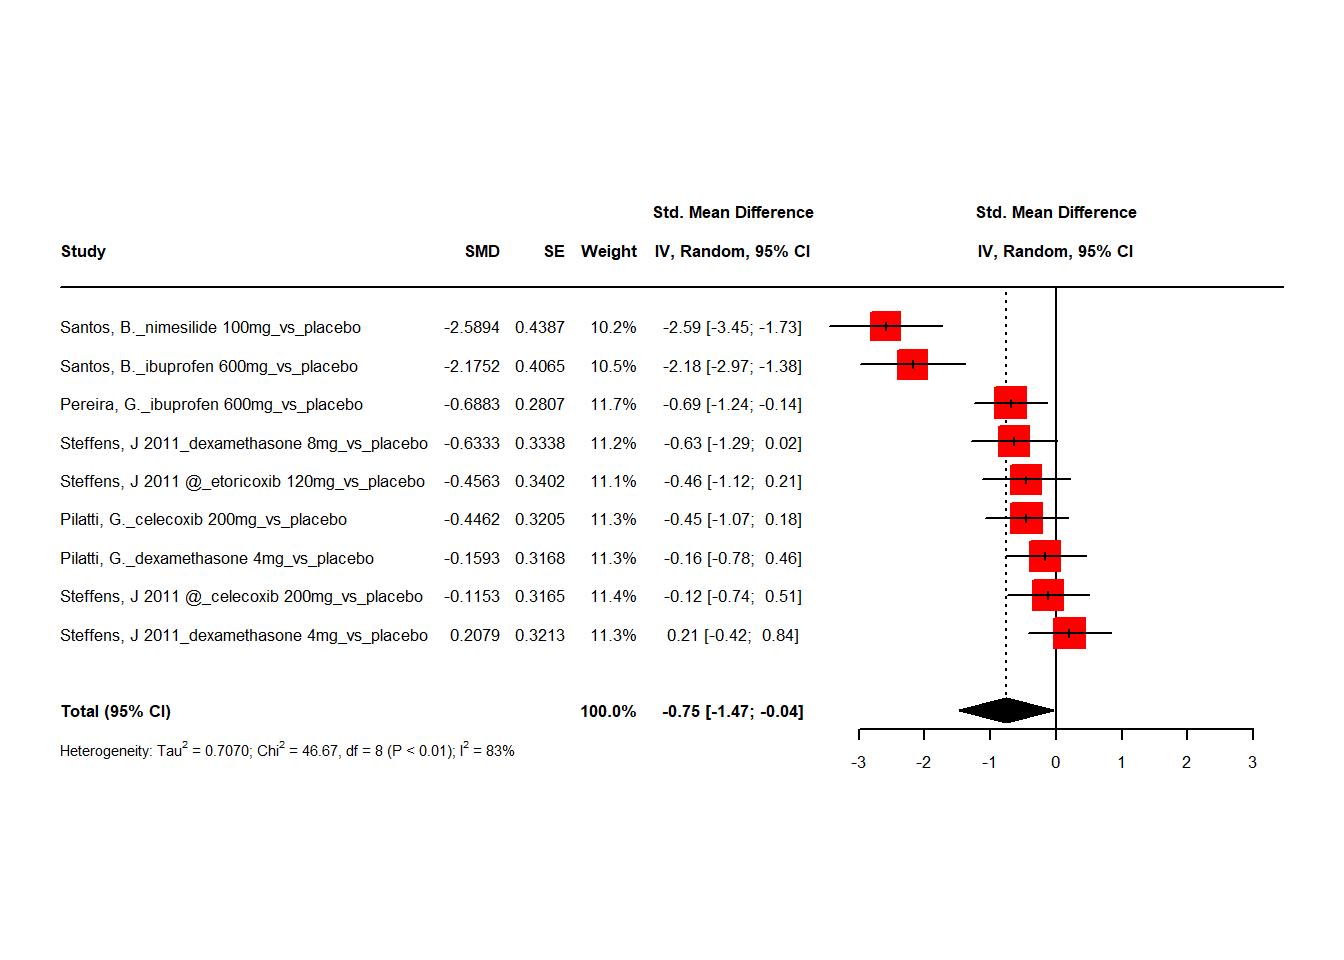 Std. Mean Difference Std. Mean Difference
Study SMD SE Weight IV, Random, 95% CI IV, Random, 95% CI
Santos, B._nimesilide 100mg_vs_placebo -2.5894 0.4387 10.2% -2.59 [-3.45; -1.73]
Santos, B._ibuprofen 600mg_vs_placebo -2.1752 0.4065 10.5% -2.18 [-2.97; -1.38]
Pereira, G._ibuprofen 600mg_vs_placebo -0.6883 0.2807 11.7% -0.69 [-1.24; -0.14]
Steffens, J 2011_dexamethasone 8mg_vs_placebo -0.6333 0.3338 11.2% -0.63 [-1.29; 0.02]
Steffens, J 2011 @_etoricoxib 120mg_vs_placebo -0.4563 0.3402 11.1% -0.46 [-1.12; 0.21]
Pilatti, G._celecoxib 200mg_vs_placebo -0.4462 0.3205 11.3% -0.45 [-1.07; 0.18]
Pilatti, G._dexamethasone 4mg_vs_placebo -0.1593 0.3168 11.3% -0.16 [-0.78; 0.46]
Steffens, J 2011 @_celecoxib 200mg_vs_placebo -0.1153 0.3165 11.4% -0.12 [-0.74; 0.51]
Steffens, J 2011_dexamethasone 4mg_vs_placebo 0.2079 0.3213 11.3% 0.21 [-0.42; 0.84]
Total (95% CI) 100.0% -0.75 [-1.47; -0.04]
Heterogeneity: Tau² = 0.7070; Chi² = 46.67, df = 8 (P < 0.01); I² = 83%
-3 -2 -1 0 1 2 3